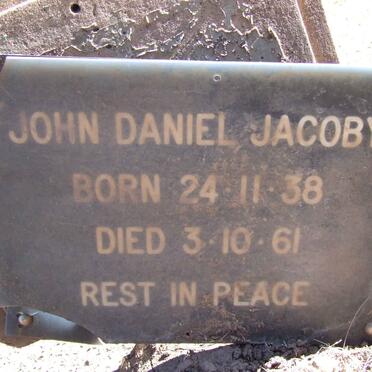 JOHN DANIEL JACOBY
BORN 24·11·38
DIED 3·10·61
REST IN PEACE